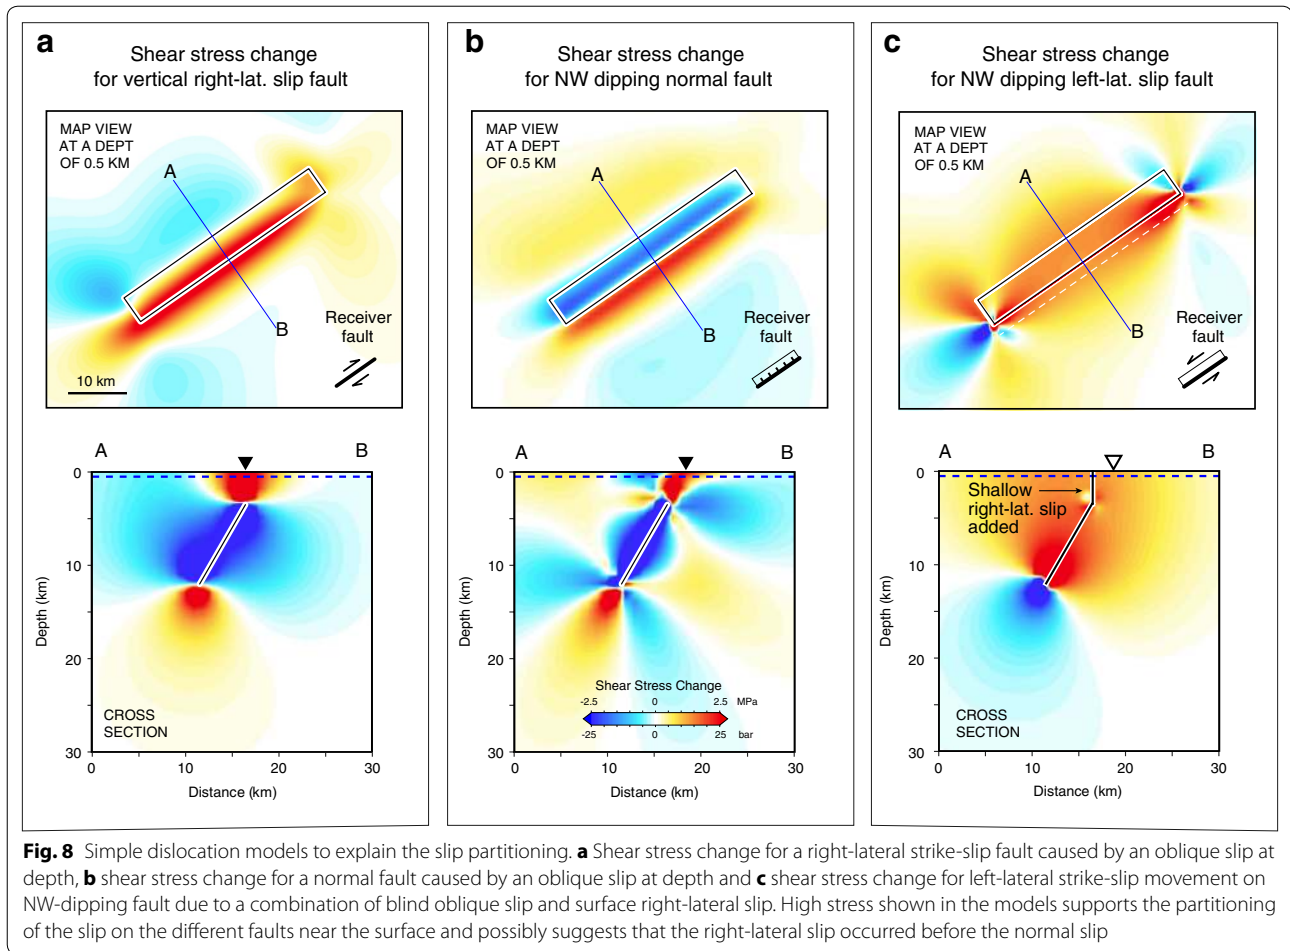 a
Shear stress change
for vertical right-lat. slip fault
MAP VIEW
AT A DEPT
OF 0.5 KM
A
B
Receiver
fault
10 km
A
B
0
10
20
30
Depth (km)
CROSS
SECTION
0
10
20
30
Distance (km)
b
Shear stress change
for NW dipping normal fault
MAP VIEW
AT A DEPT
OF 0.5 KM
A
B
Receiver
fault
A
B
0
10
20
30
Depth (km)
Shear Stress Change
-2.5 0 2.5 MPa
-25 0 25 bar
0
10
20
30
Distance (km)
c
Shear stress change
for NW dipping left-lat. slip fault
MAP VIEW
AT A DEPT
OF 0.5 KM
A
B
Receiver
fault
A
B
0
10
20
30
Depth (km)
Shallow
right-lat. slip
added
CROSS
SECTION
0
10
20
30
Distance (km)
Fig. 8 Simple dislocation models to explain the slip partitioning. a Shear stress change for a right-lateral strike-slip fault caused by an oblique slip at
depth, b shear stress change for a normal fault caused by an oblique slip at depth and c shear stress change for left-lateral strike-slip movement on
NW-dipping fault due to a combination of blind oblique slip and surface right-lateral slip. High stress shown in the models supports the partitioning
of the slip on the different faults near the surface and possibly suggests that the right-lateral slip occurred before the normal slip